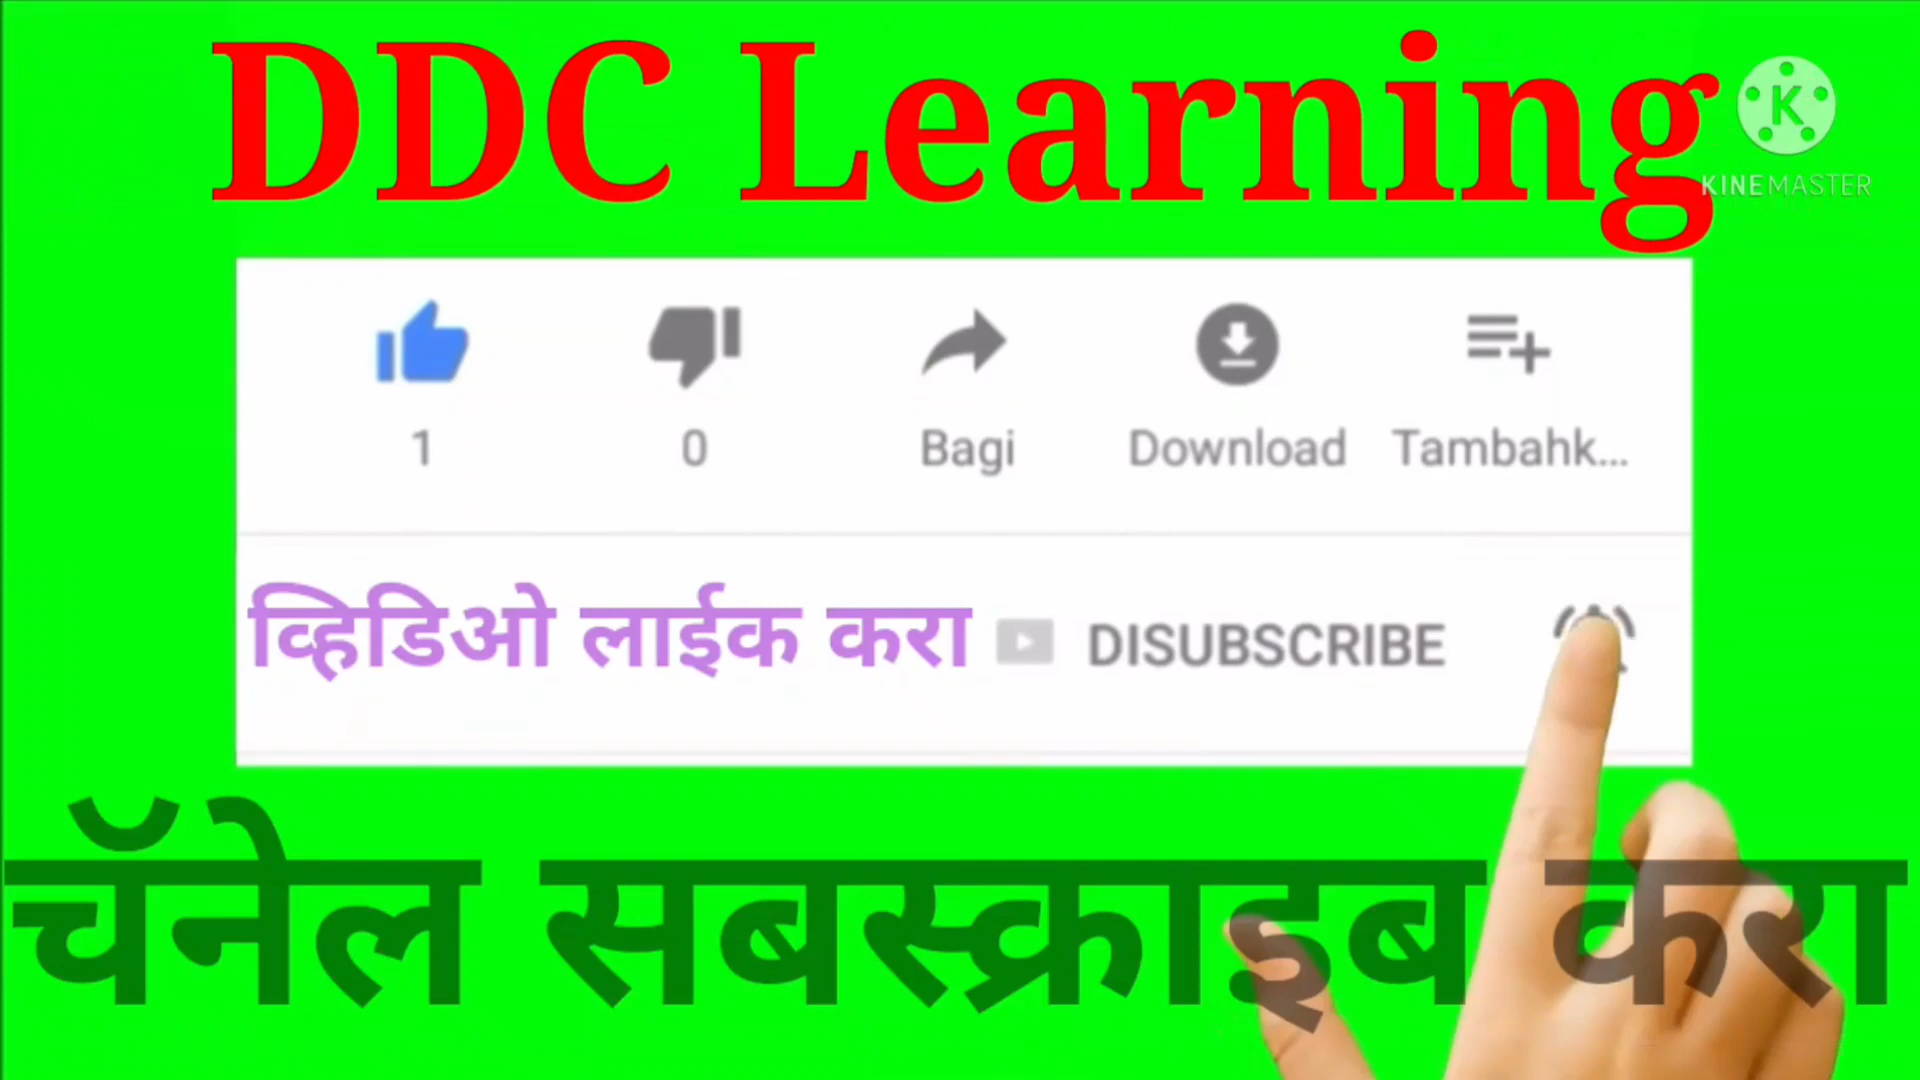 DDC Learning
K
KINEMASTER
1 0 Bagi Download Tambahk...
व्हिडिओ लाईक करा DISUBSCRIBE
चॅनेल सबस्क्राइब करा